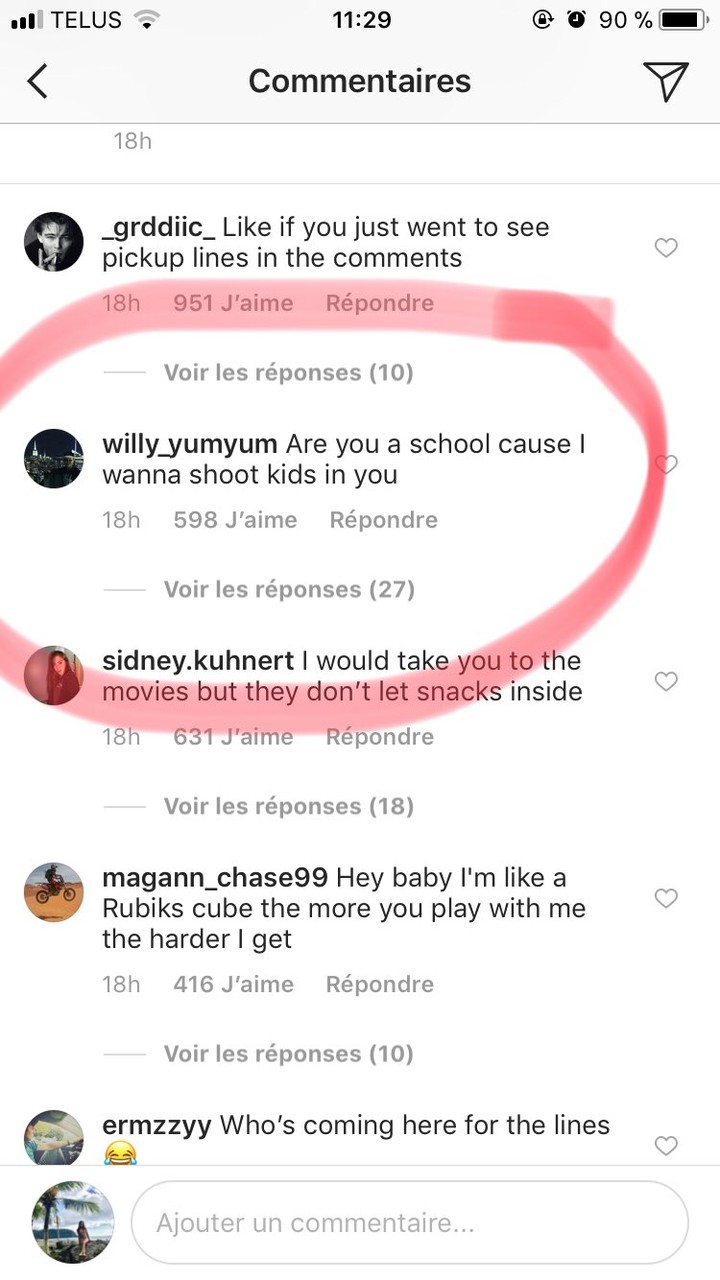 TELUS 11:29 90 %
Commentaires
18h
_grddiic_ Like if you just went to see
pickup lines in the comments
18h 951 J’aime Répondre
Voir les réponses (10)
willy_yumyum Are you a school cause I
wanna shoot kids in you
18h 598 J’aime Répondre
Voir les réponses (27)
sidney.kuhnert I would take you to the
movies but they don’t let snacks inside
18h 631 J’aime Répondre
Voir les réponses (18)
magann_chase99 Hey baby I'm like a
Rubiks cube the more you play with me
the harder I get
18h 416 J’aime Répondre
Voir les réponses (10)
ermzzyy Who’s coming here for the lines
😂
Ajouter un commentaire...